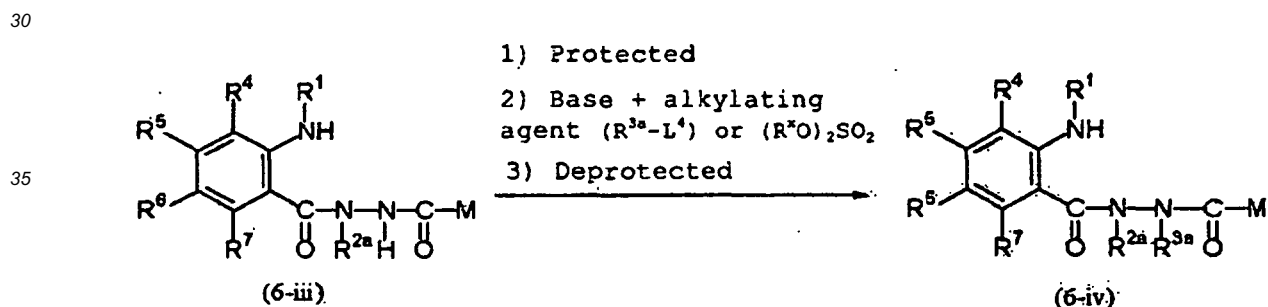 30
1) Protected
2) Base + alkylating
agent (R³ᵃ-L⁴) or (RˣO)₂SO₂
3) Deprotected
35
R⁴ R¹
R⁵ NH
R⁶ C-N-N-C-M
R⁷ O R²ᵃ H O
(6-iii)
R⁴ R¹
R⁵ NH
R⁵ C-N-N-C-M
R⁷ O R²ᵃ R³ᵃ O
(6-iv)